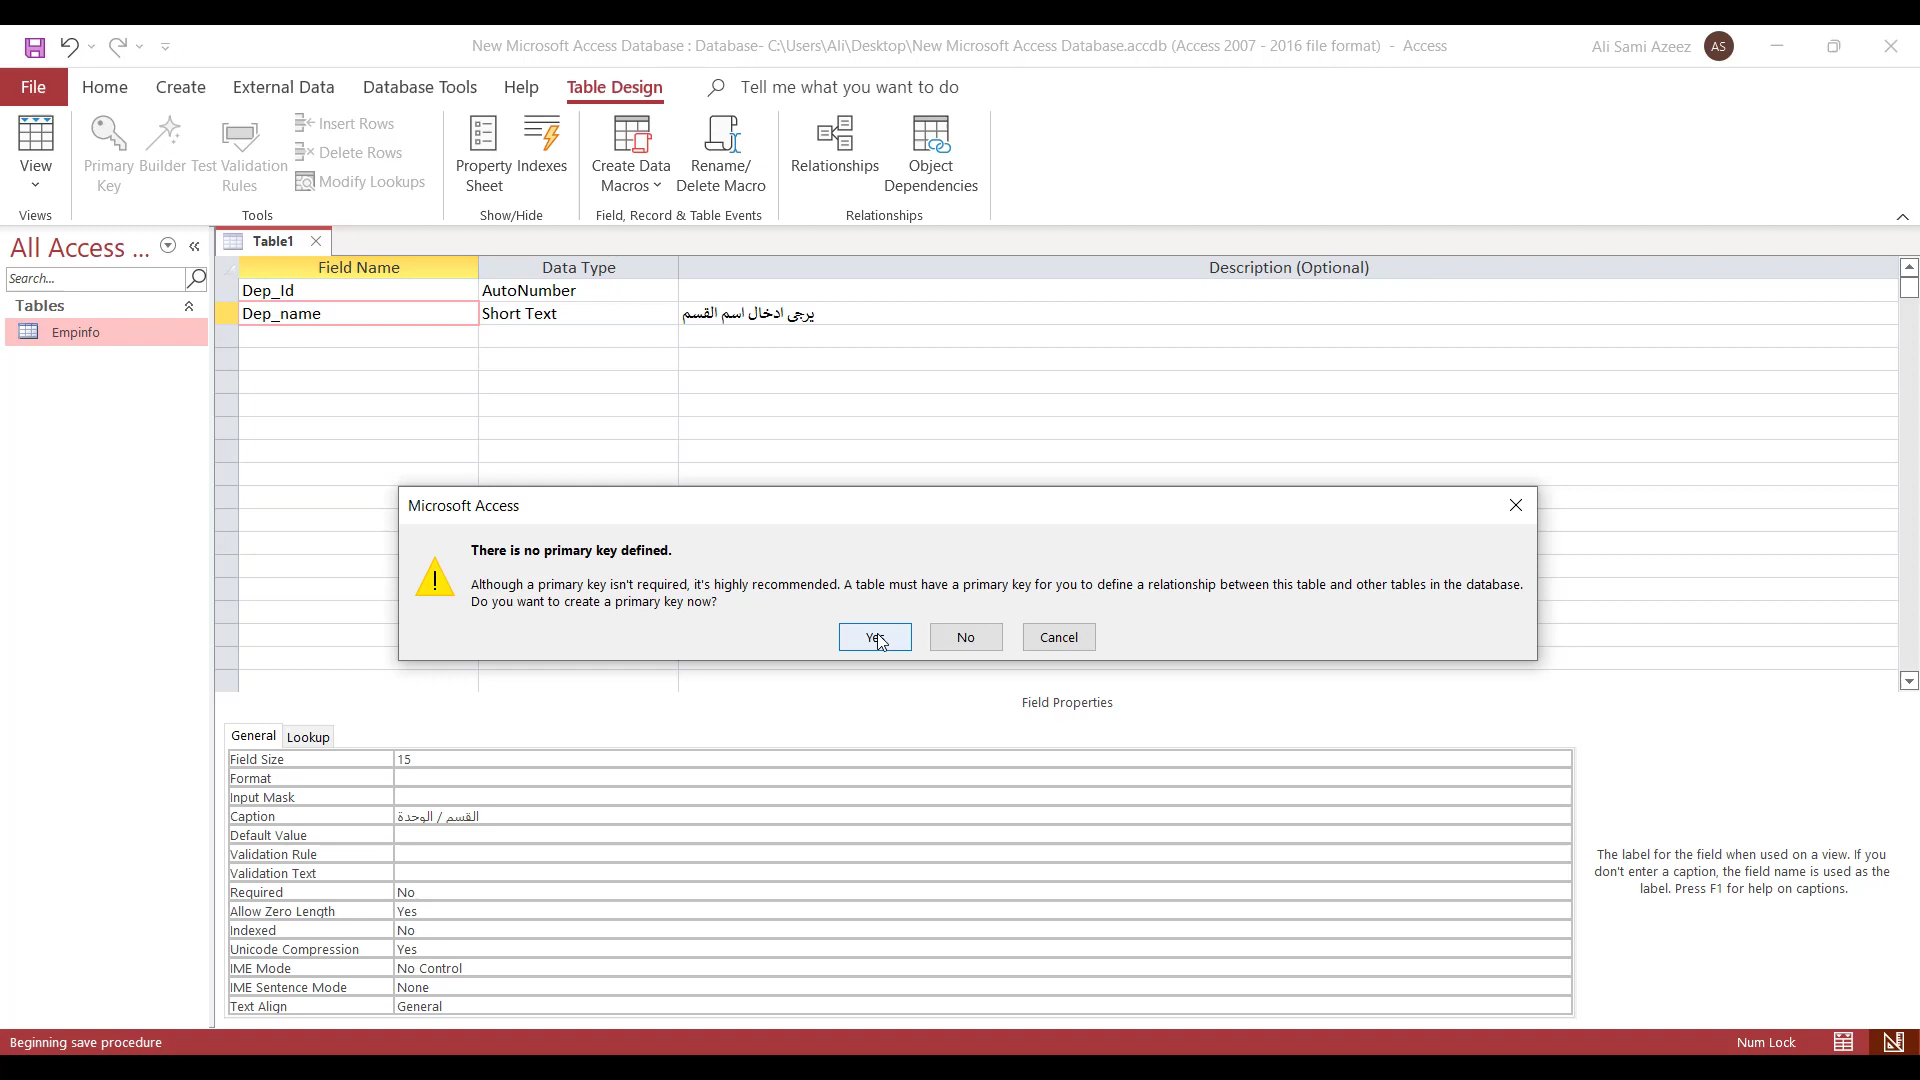 New Microsoft Access Database : Database- C:\Users\Ali\Desktop\New Microsoft Access Database.accdb (Access 2007 - 2016 file format) - Access
Ali Sami Azeez
AS
File
Home
Create
External Data
Database Tools
Help
Table Design
Tell me what you want to do
View
Primary Key
Builder
Test Validation Rules
Insert Rows
Delete Rows
Modify Lookups
Property Sheet
Indexes
Create Data Macros
Rename/ Delete Macro
Relationships
Object Dependencies
Views
Tools
Show/Hide
Field, Record & Table Events
Relationships
All Access ...
Search...
Tables
Empinfo
Table1
Field Name
Data Type
Description (Optional)
Dep_Id
AutoNumber
Dep_name
Short Text
يرجى ادخال اسم القسم
Microsoft Access
There is no primary key defined.
Although a primary key isn't required, it's highly recommended. A table must have a primary key for you to define a relationship between this table and other tables in the database.
Do you want to create a primary key now?
Yes
No
Cancel
Field Properties
General
Lookup
Field Size 15
Format
Input Mask
Caption القسم / الوحدة
Default Value
Validation Rule
Validation Text
Required No
Allow Zero Length Yes
Indexed No
Unicode Compression Yes
IME Mode No Control
IME Sentence Mode None
Text Align General
The label for the field when used on a view. If you
don't enter a caption, the field name is used as the
label. Press F1 for help on captions.
Beginning save procedure
Num Lock